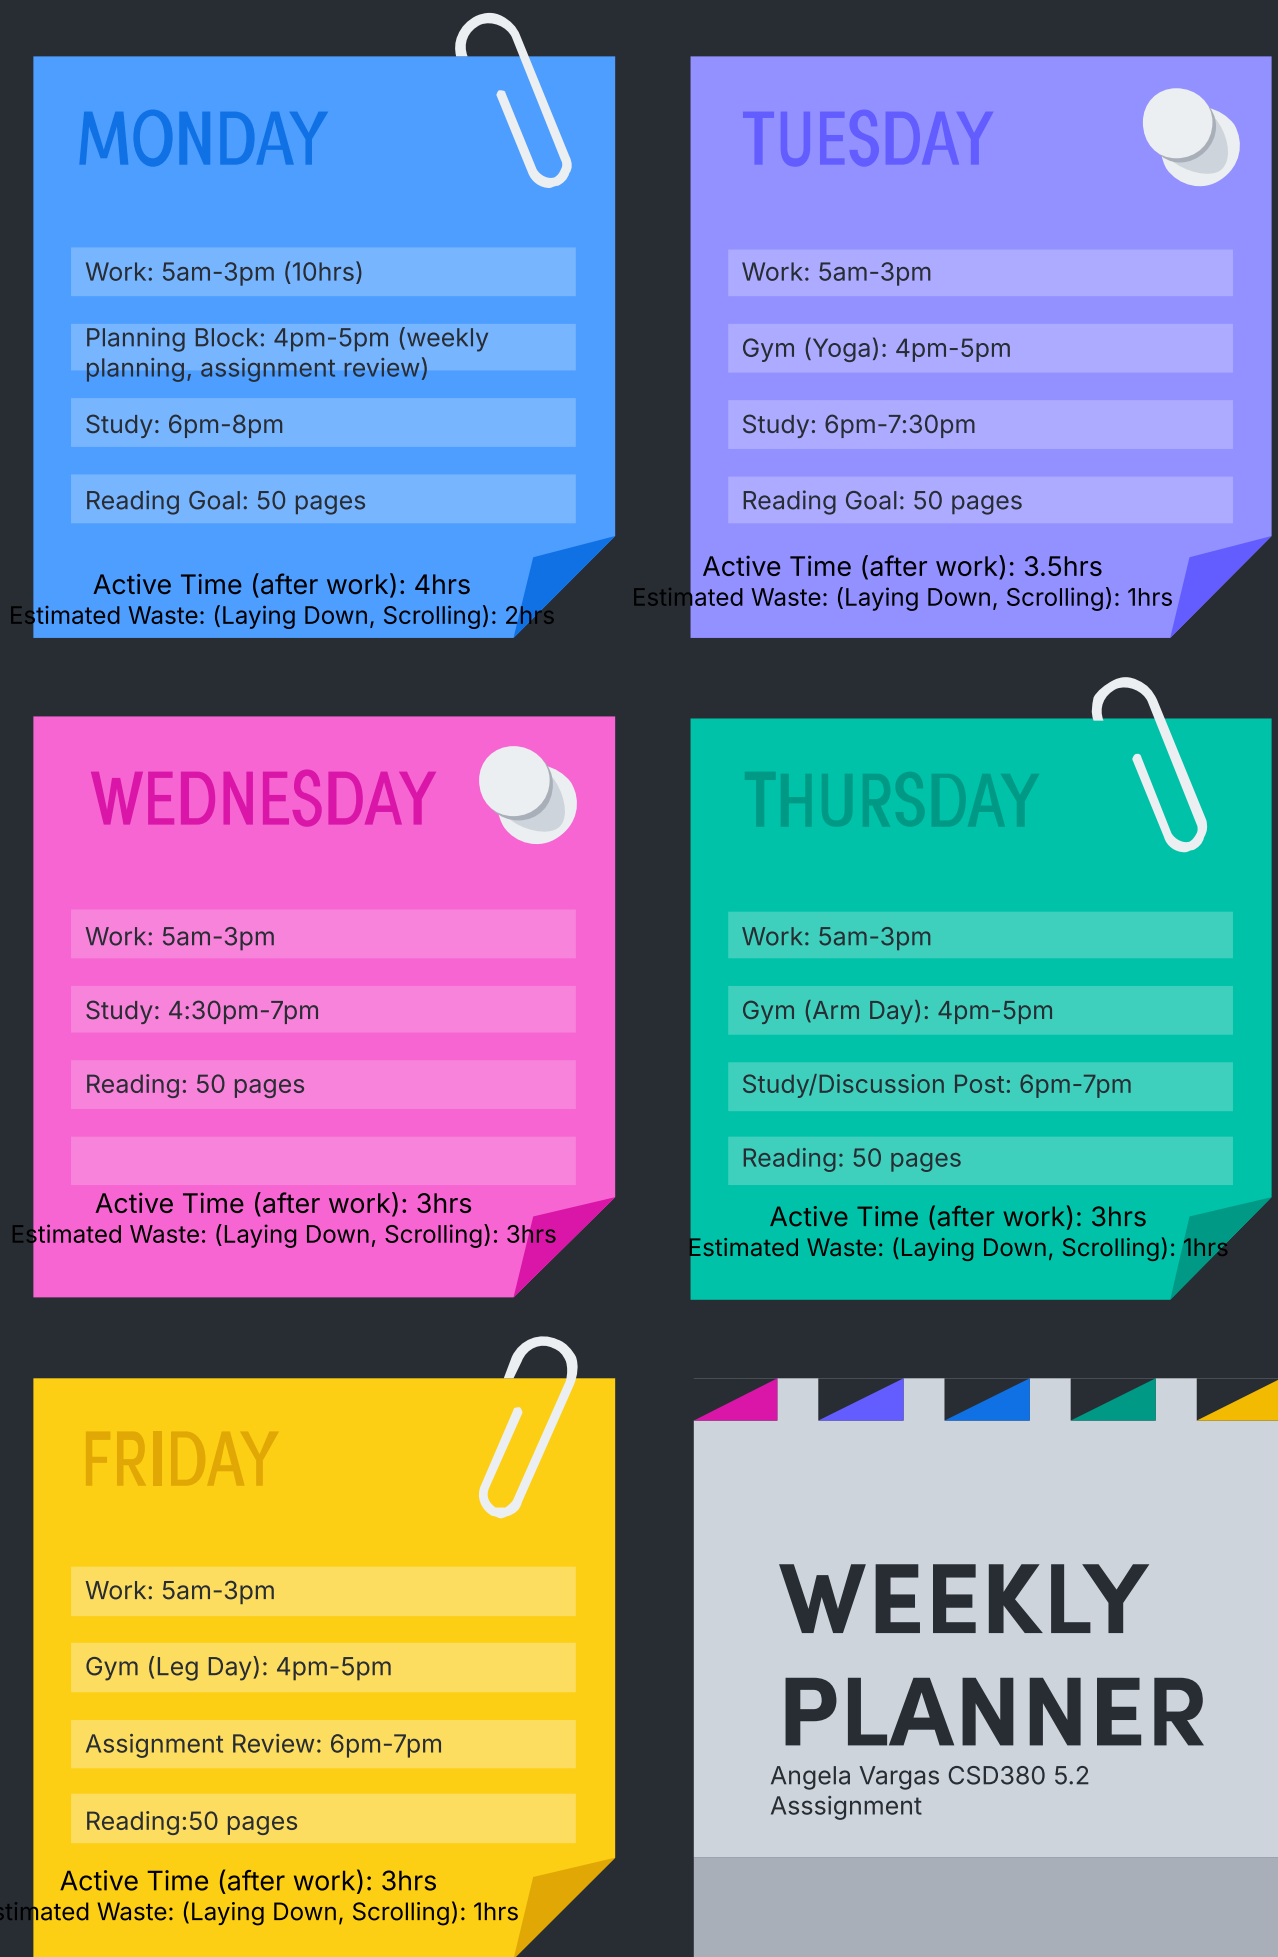 MONDAY
Work: 5am-3pm (10hrs)
Planning Block: 4pm-5pm (weekly
planning, assignment review)
Study: 6pm-8pm
Reading Goal: 50 pages
Active Time (after work): 4hrs
Estimated Waste: (Laying Down, Scrolling): 2hrs
TUESDAY
Work: 5am-3pm
Gym (Yoga): 4pm-5pm
Study: 6pm-7:30pm
Reading Goal: 50 pages
Active Time (after work): 3.5hrs
Estimated Waste: (Laying Down, Scrolling): 1hrs
WEDNESDAY
Work: 5am-3pm
Study: 4:30pm-7pm
Reading: 50 pages
Active Time (after work): 3hrs
Estimated Waste: (Laying Down, Scrolling): 3hrs
THURSDAY
Work: 5am-3pm
Gym (Arm Day): 4pm-5pm
Study/Discussion Post: 6pm-7pm
Reading: 50 pages
Active Time (after work): 3hrs
Estimated Waste: (Laying Down, Scrolling): 1hrs
FRIDAY
Work: 5am-3pm
Gym (Leg Day): 4pm-5pm
Assignment Review: 6pm-7pm
Reading:50 pages
Active Time (after work): 3hrs
stimated Waste: (Laying Down, Scrolling): 1hrs
WEEKLY
PLANNER
Angela Vargas CSD380 5.2
Asssignment